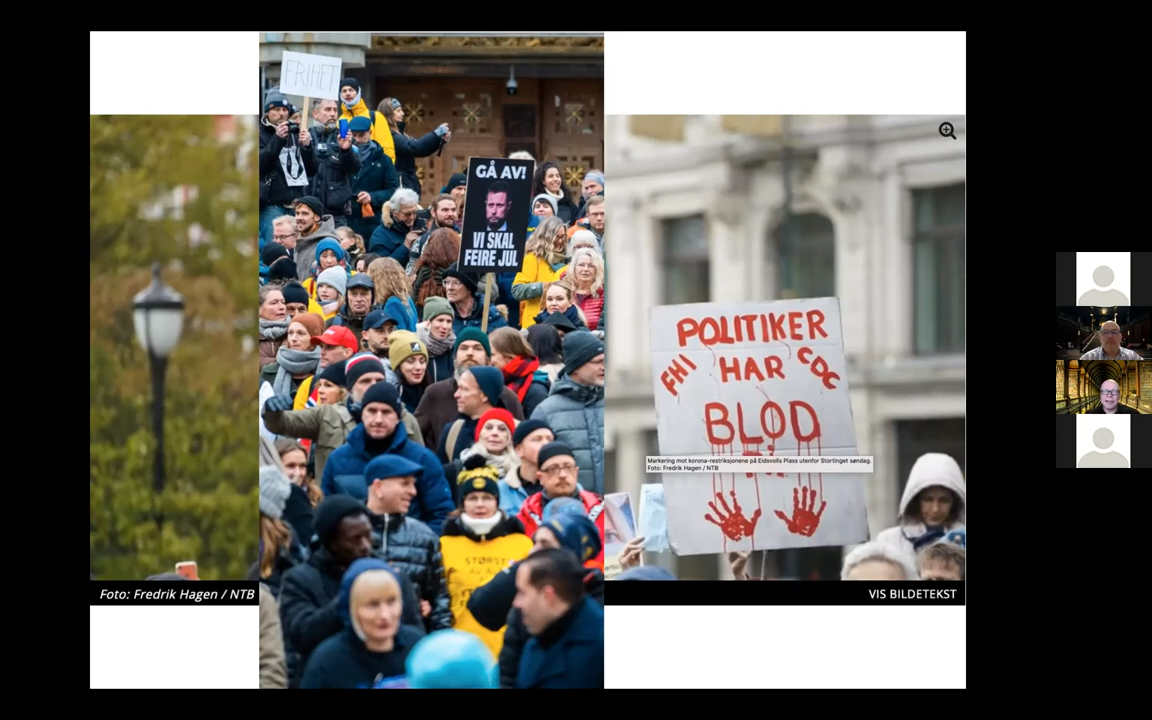 FRIHET
GÅ AV!
VI SKAL
FEIRE JUL
STØRST
POLITIKER
FHI HAR CDC
BLOD
Markering mot korona-restriksjonene på Eidsvolls Plass utenfor Stortinget søndag.
Foto: Fredrik Hagen / NTB
Foto: Fredrik Hagen / NTB
VIS BILDETEKST